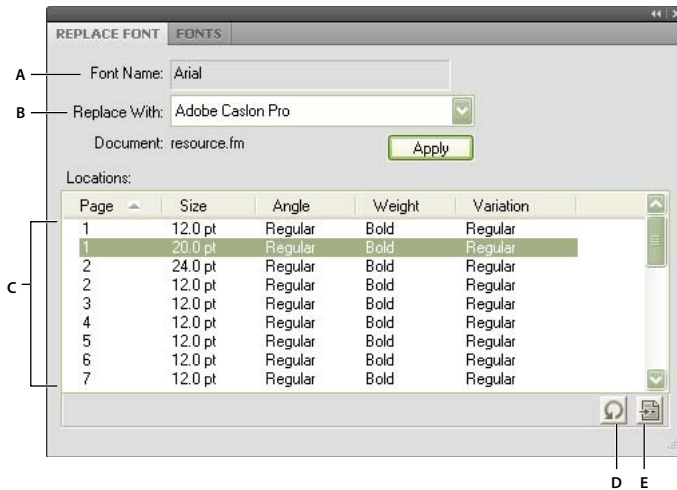 REPLACE FONT FONTS
A Font Name: Arial
B Replace With: Adobe Caslon Pro
Document: resource.fm Apply
Locations:
Page Size Angle Weight Variation
1 12.0 pt Regular Bold Regular
1 20.0 pt Regular Bold Regular
2 24.0 pt Regular Bold Regular
2 12.0 pt Regular Bold Regular
3 12.0 pt Regular Bold Regular
4 12.0 pt Regular Bold Regular
5 12.0 pt Regular Bold Regular
6 12.0 pt Regular Bold Regular
7 12.0 pt Regular Bold Regular
C
D E